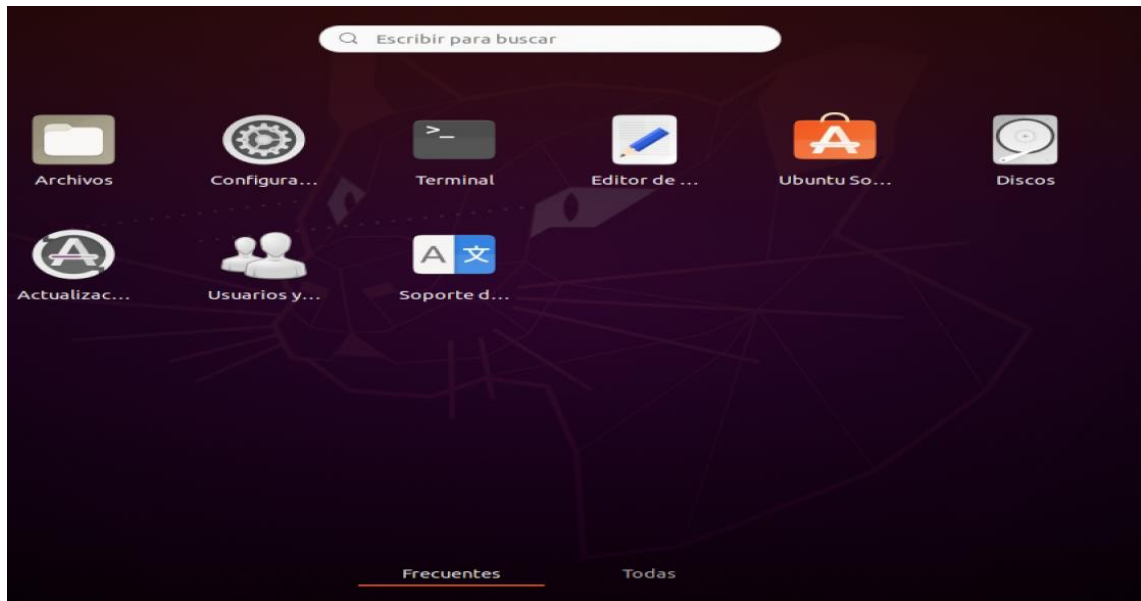 Escribir para buscar
Archivos
Configura...
Terminal
Editor de ...
Ubuntu So...
Discos
Actualizac...
Usuarios y...
Soporte d...
Frecuentes
Todas